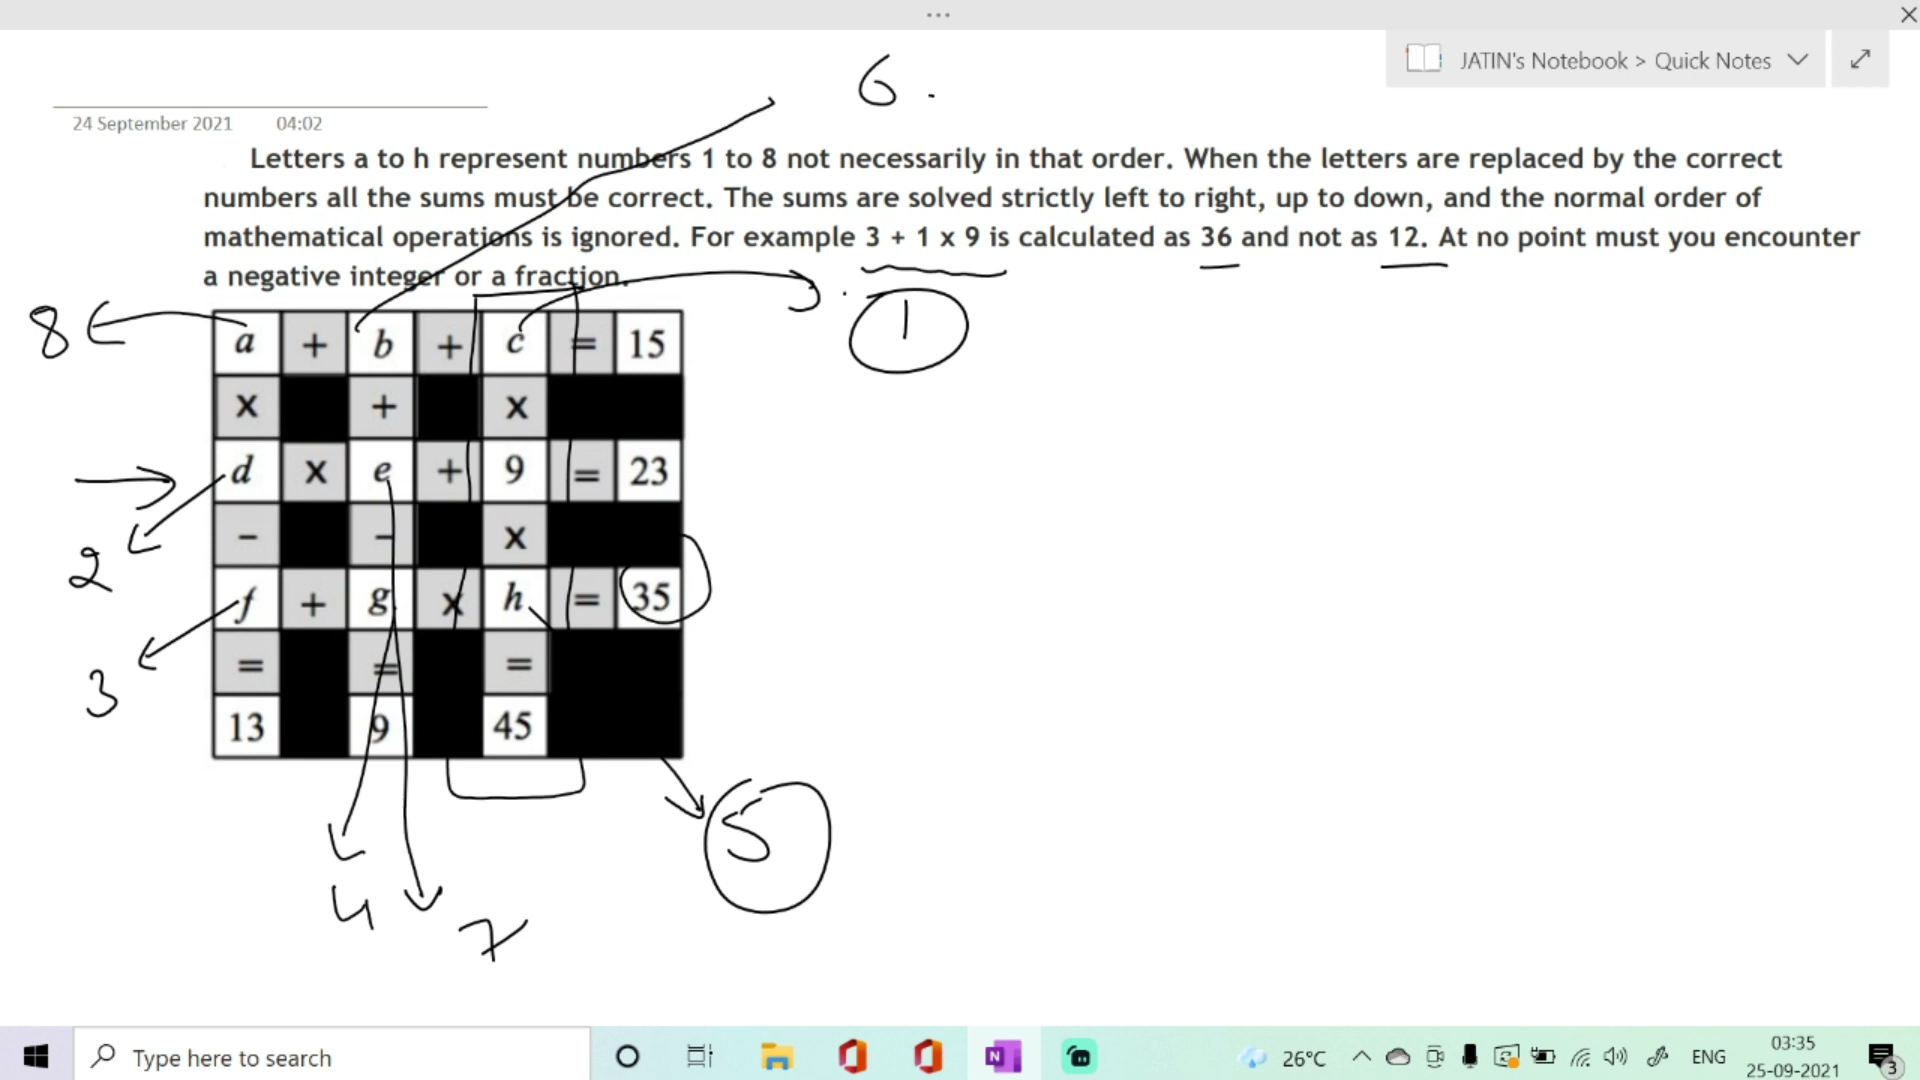 JATIN's Notebook > Quick Notes
6.
24 September 2021 04:02
Letters a to h represent numbers 1 to 8 not necessarily in that order. When the letters are replaced by the correct
numbers all the sums must be correct. The sums are solved strictly left to right, up to down, and the normal order of
mathematical operations is ignored. For example 3 + 1 x 9 is calculated as 36 and not as 12. At no point must you encounter
a negative integer or a fraction.
1
8
a + b + c = 15
x + x
d x e + 9 = 23
- - x
2
f + g x h = 35
3
= = =
13 9 45
5
4
7
Type here to search
26°C
ENG
03:35
25-09-2021
3